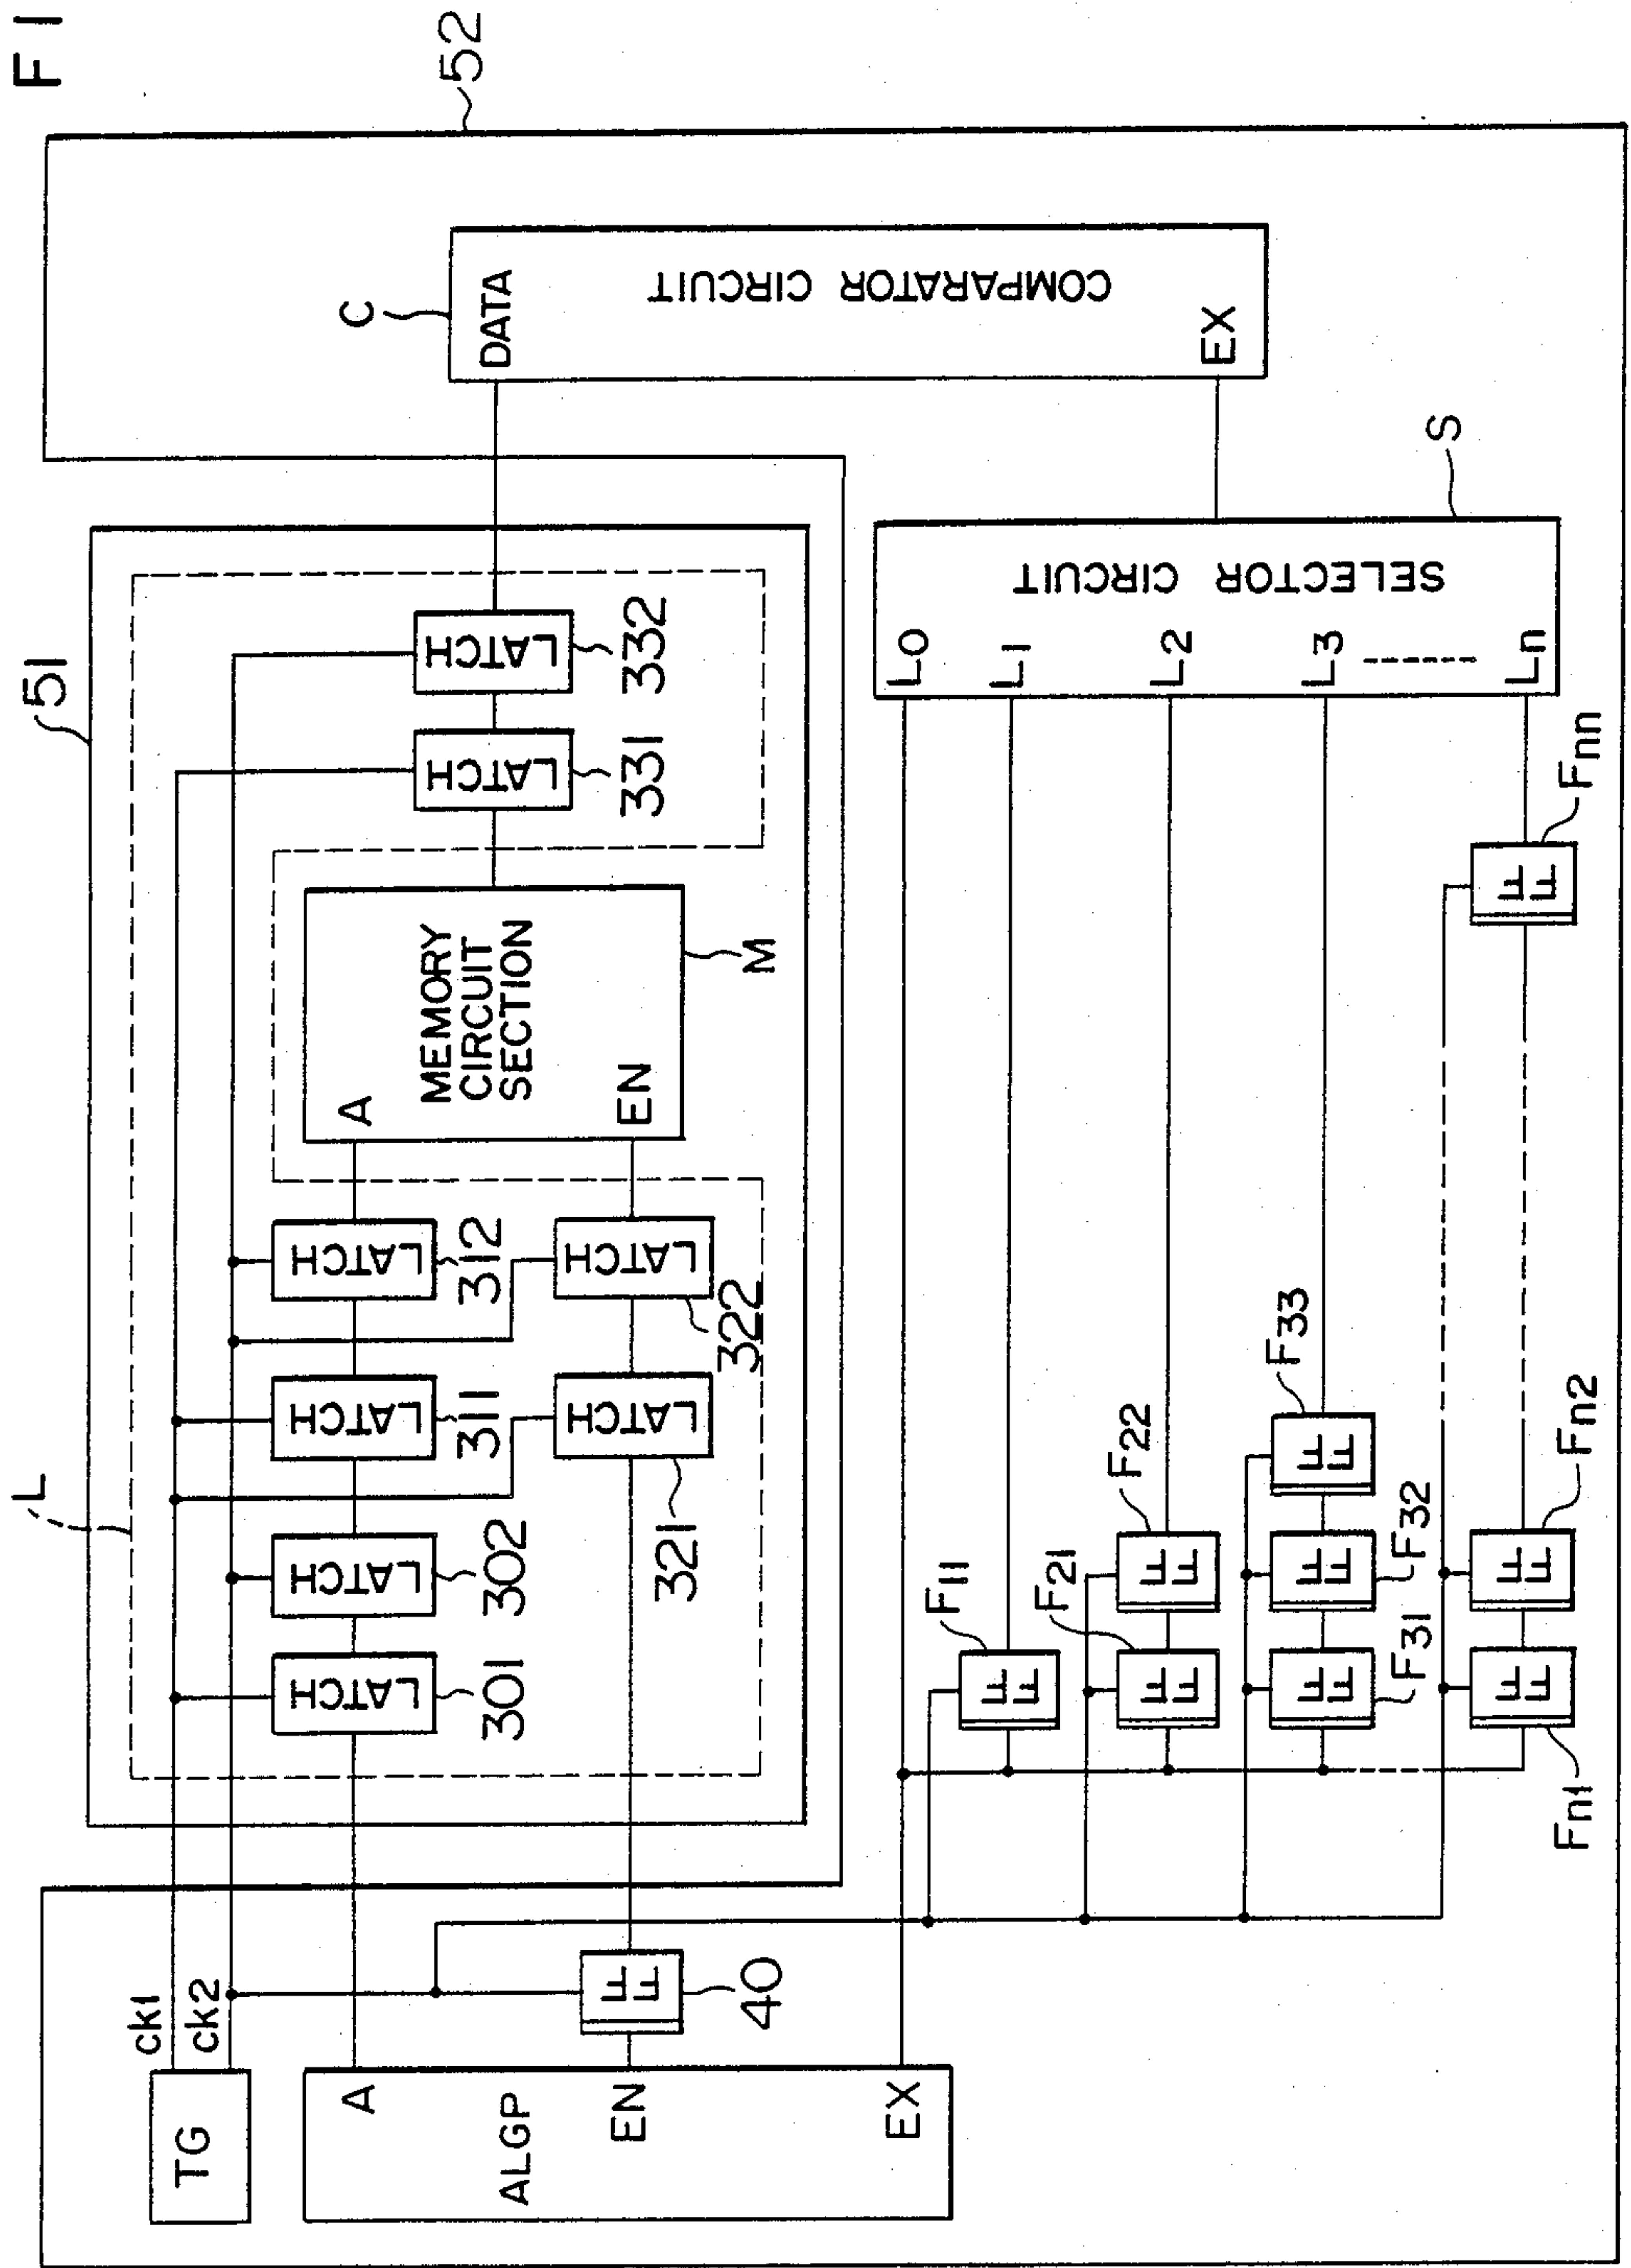 F I
52
51
L
TG
ck1
ck2
A
ALGP
EN
EX
40
FF
LATCH
301
LATCH
302
LATCH
311
LATCH
312
LATCH
321
LATCH
322
A
EN
MEMORY
CIRCUIT
SECTION
M
LATCH
331
LATCH
332
C
DATA
COMPARATOR CIRCUIT
EX
S
SELECTOR CIRCUIT
L0
L1
L2
L3
Ln
F11
FF
F21
FF
F22
FF
F31
FF
F32
FF
F33
FF
Fn1
FF
Fn2
FF
Fnn
FF